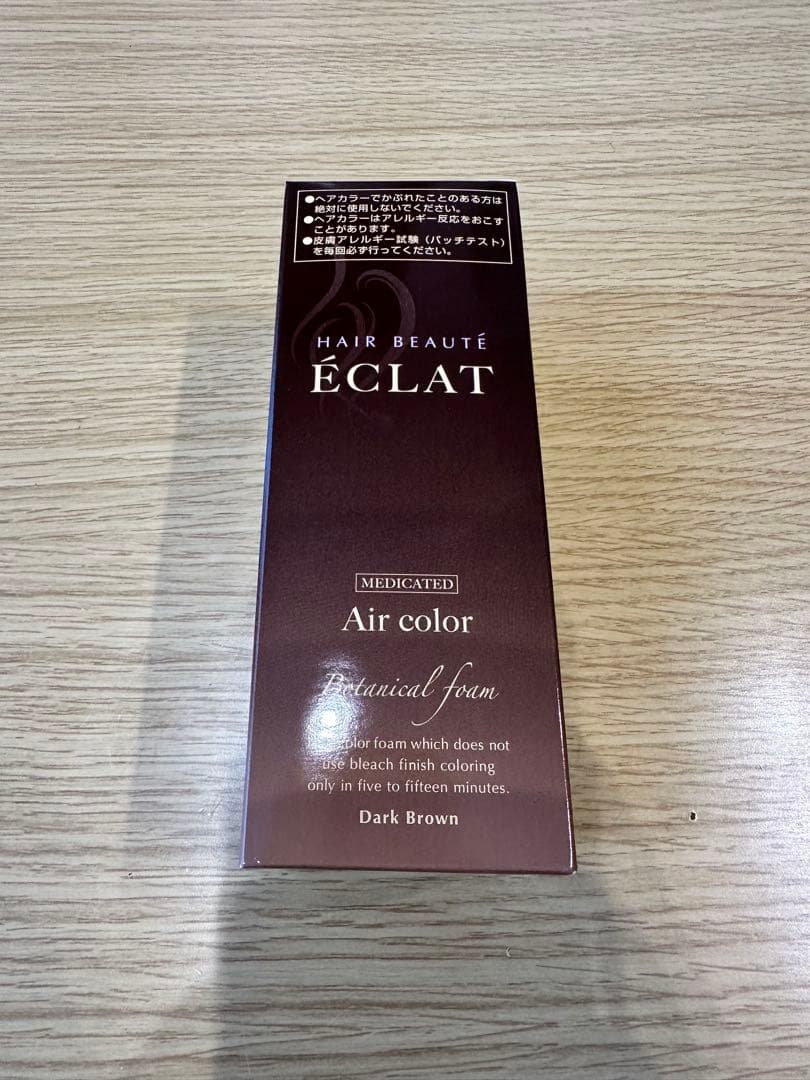 ●ヘアカラーでかぶれたことのある方は
絶対に使用しないでください。
●ヘアカラーはアレルギー反応をおこす
ことがあります。
●皮膚アレルギー試験（パッチテスト）
を毎回必ず行ってください。
HAIR BEAUTÉ
ÉCLAT
MEDICATED
Air color
Botanical foam
color foam which does not
use bleach finish coloring
only in five to fifteen minutes.
Dark Brown